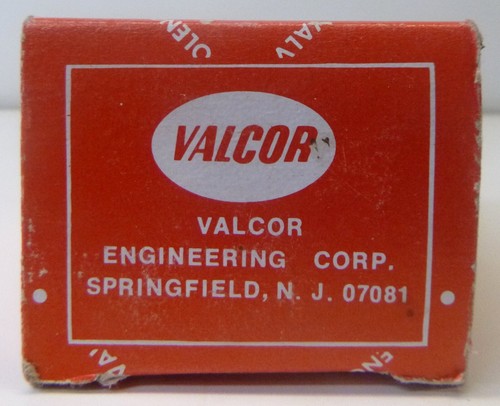 VALCOR
VALCOR
ENGINEERING CORP.
SPRINGFIELD, N. J. 07081